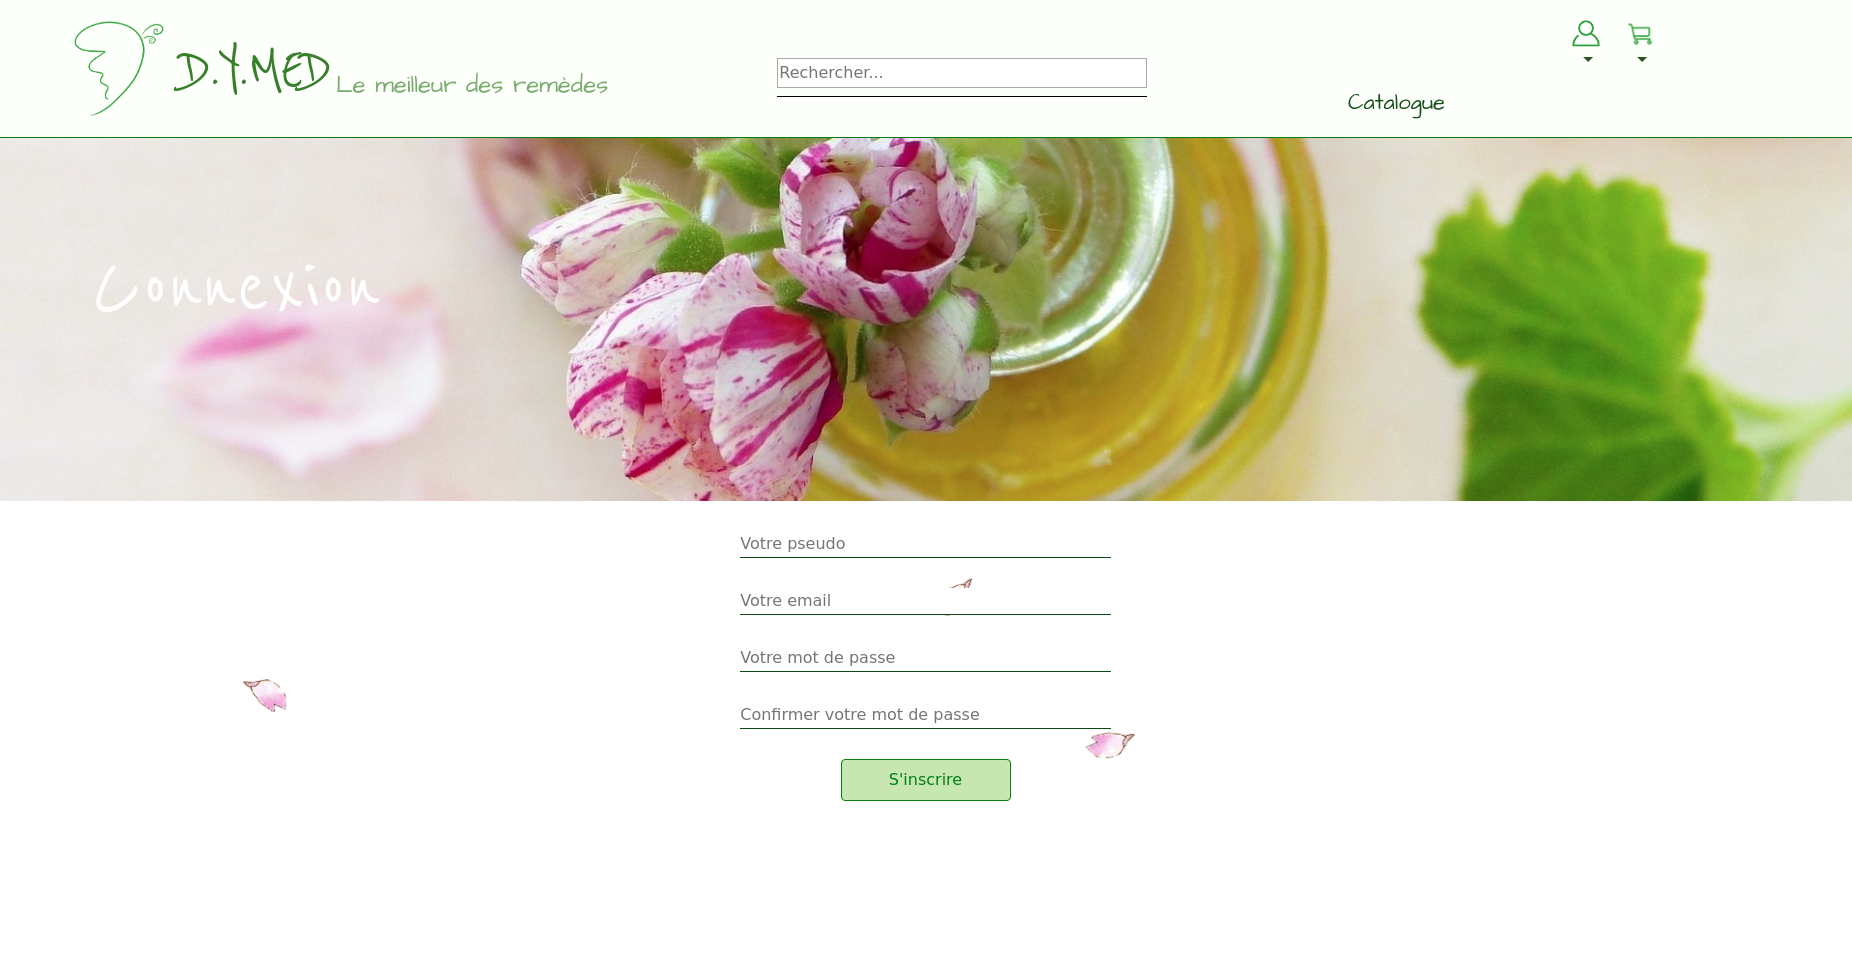 D.Y.MED Le meilleur des remèdes
Rechercher...
Catalogue
Connexion
Votre pseudo
Votre email
Votre mot de passe
Confirmer votre mot de passe
S'inscrire